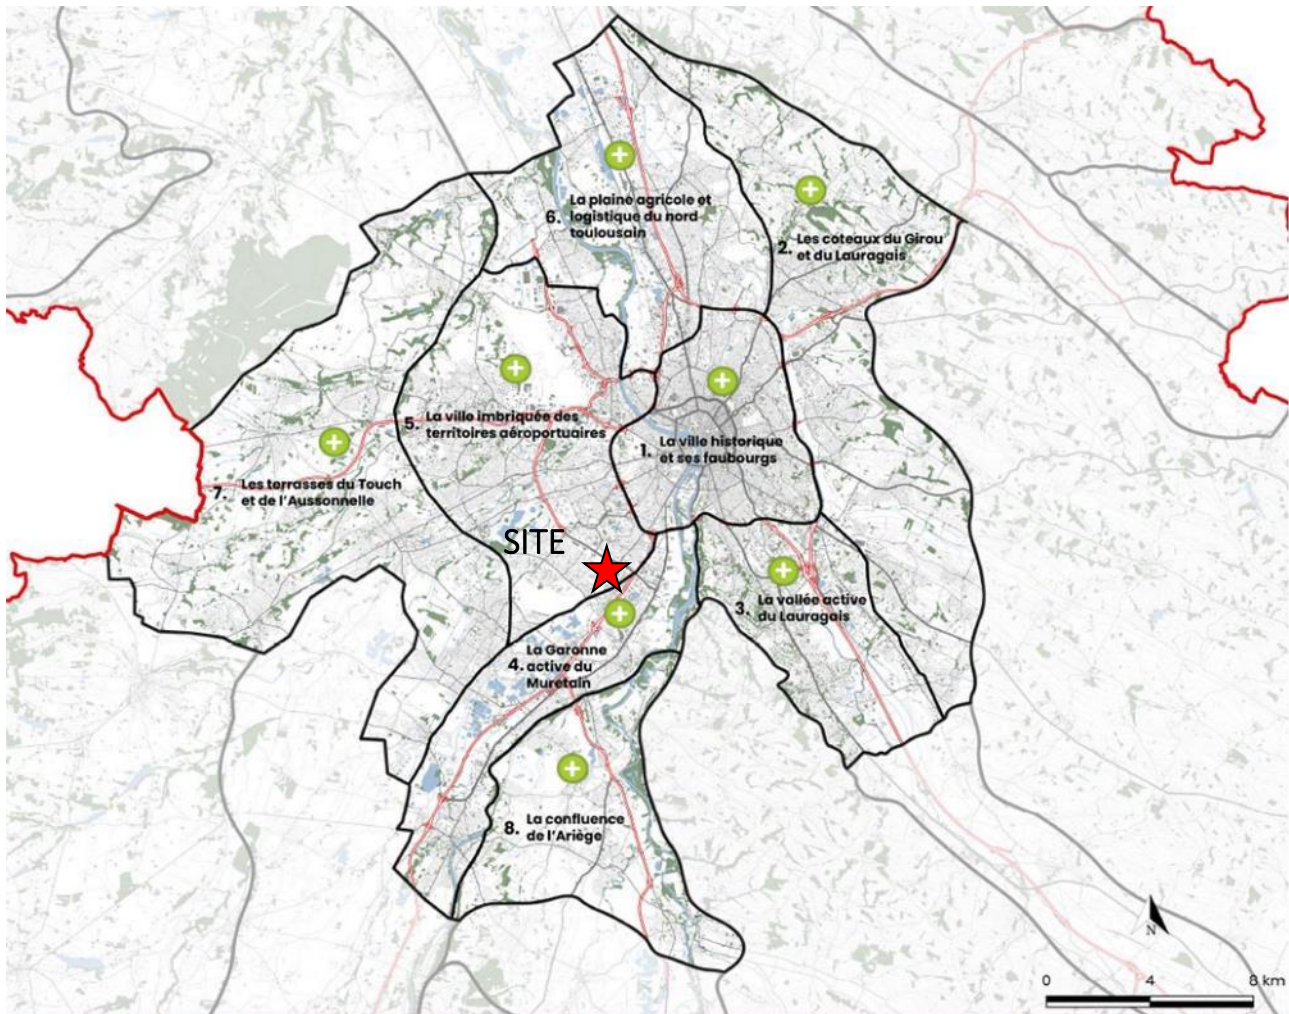 La plaine agricole et
6. logistique du nord
toulousain
2. Les coteaux du Girou
et du Lauragais
5. La ville imbriquée des
territoires aéroportuaires
1. La ville historique
et ses faubourgs
7. Les terrasses du Touch
et de l'Aussonnelle
SITE
3. La vallée active
du Lauragais
La Garonne
4. active du
Muretain
8. La confluence
de l'Ariège
N
0 4 8 km